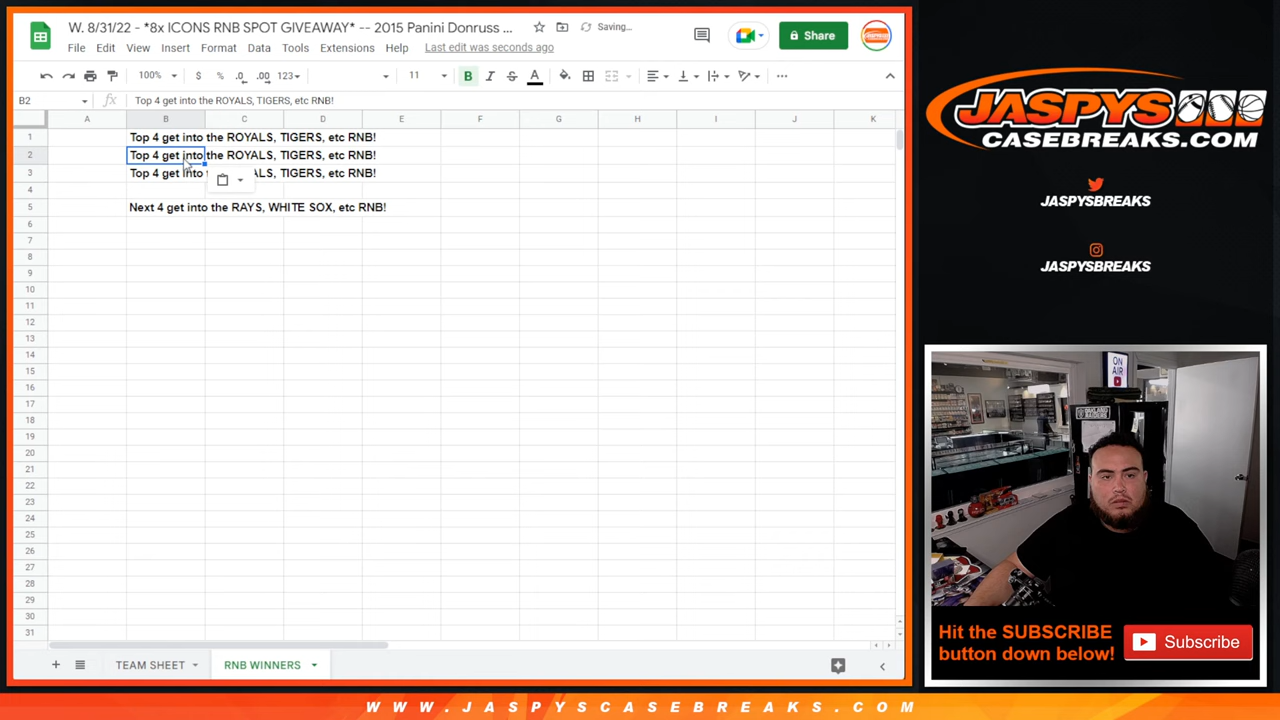 W. 8/31/22 - *8x ICONS RNB SPOT GIVEAWAY* -- 2015 Panini Donruss ...
Saving...
Share
File Edit View Insert Format Data Tools Extensions Help Last edit was seconds ago
100% $ % .0 .00 123 11 B I S A
B2 fx Top 4 get into the ROYALS, TIGERS, etc RNB!
A B C D E F G H I J K
1 Top 4 get into the ROYALS, TIGERS, etc RNB!
2 Top 4 get into the ROYALS, TIGERS, etc RNB!
3 Top 4 get into ALS, TIGERS, etc RNB!
4
5 Next 4 get into the RAYS, WHITE SOX, etc RNB!
6
7
8
9
10
11
12
13
14
15
16
17
18
19
20
21
22
23
24
25
26
27
28
29
30
31
TEAM SHEET RNB WINNERS
JASPYS
CASEBREAKS.COM
JASPYSBREAKS
JASPYSBREAKS
ON
AIR
OAKLAND
RAIDERS
Hit the SUBSCRIBE
button down below!
Subscribe
WWW.JASPYSCASEBREAKS.COM